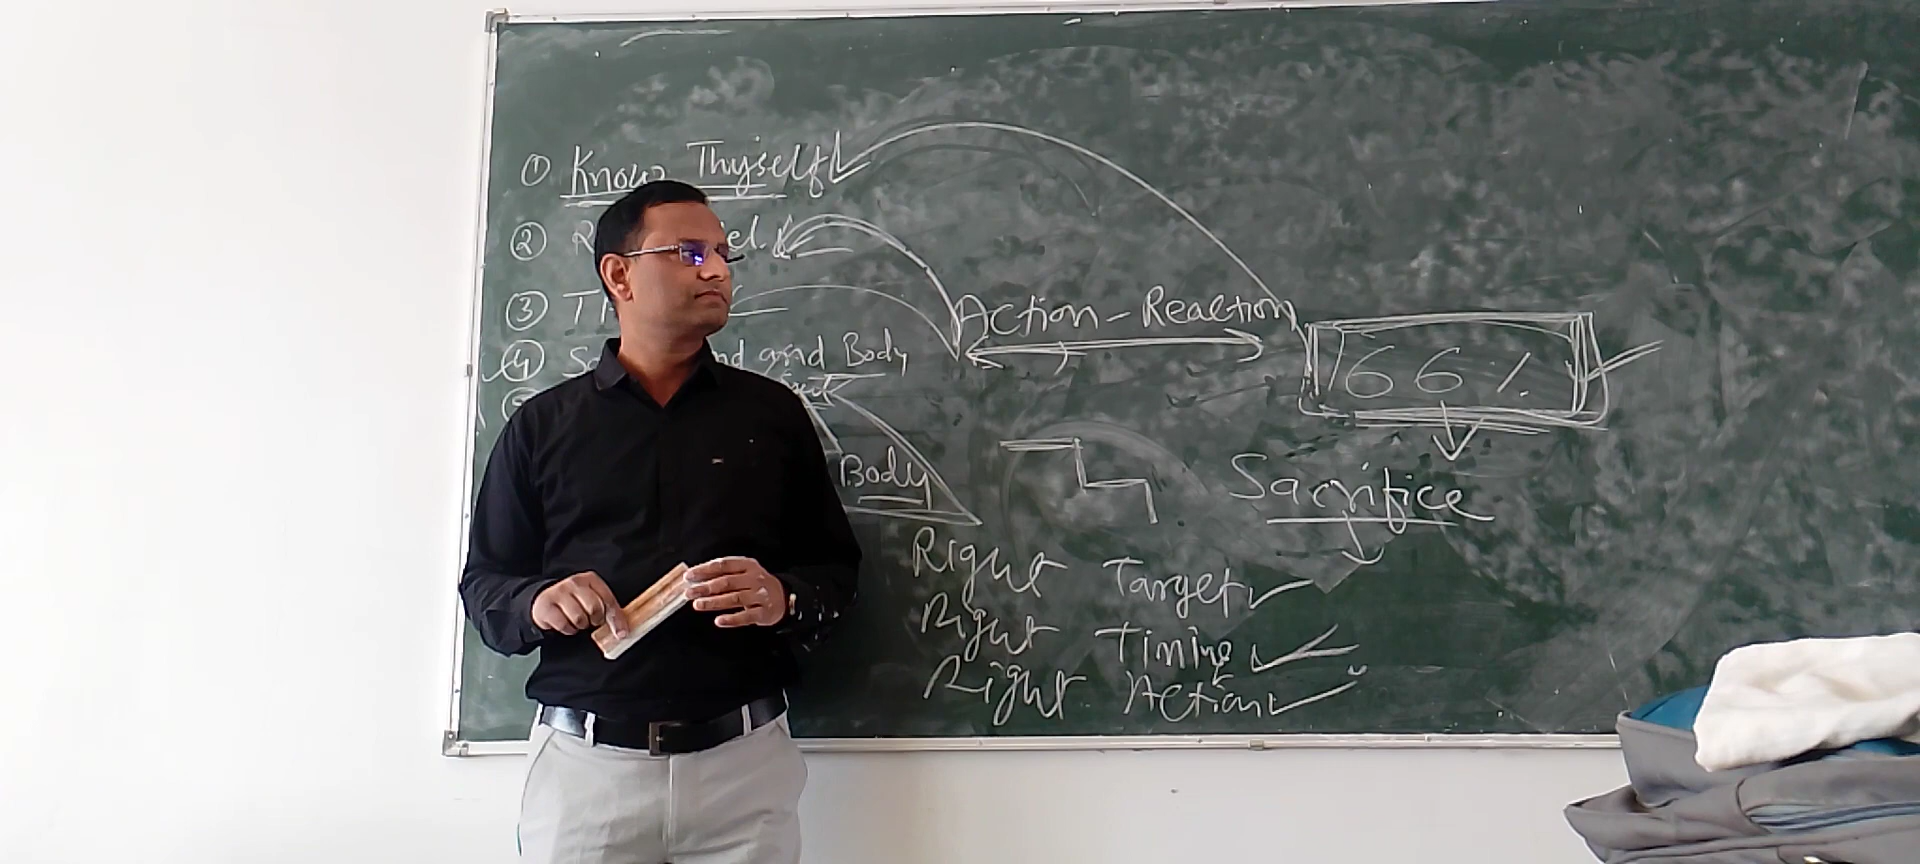 ① Know Thyself
②
③
④ and Body
Action - Reaction
66 %
Body
Sacrifice
Right Target
Right Timing
Right Action